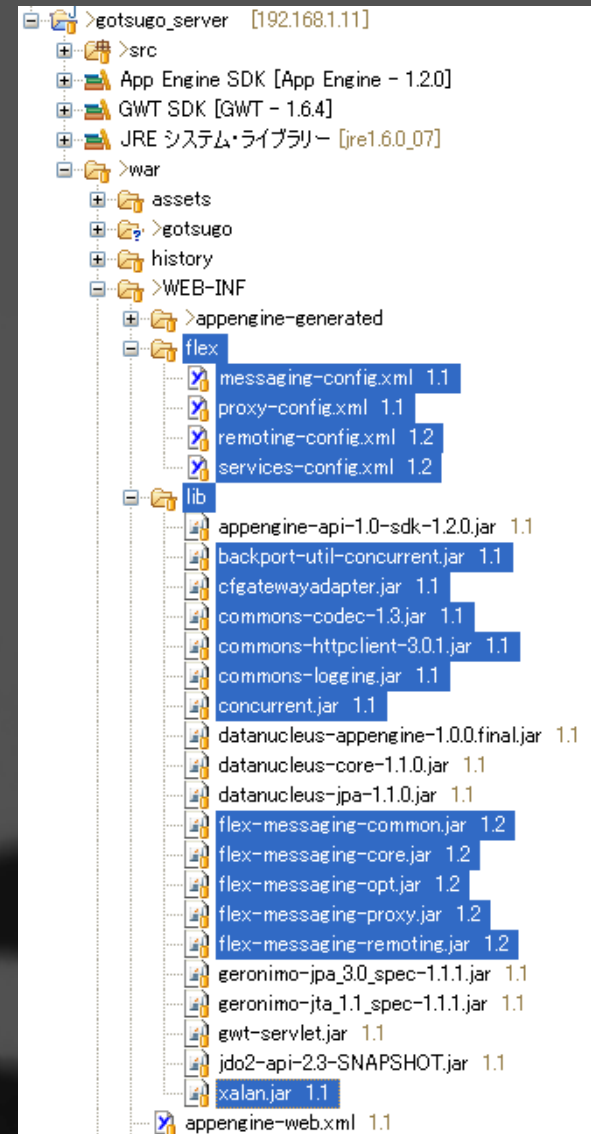 >gotsugo_server [192.168.1.11]
>src
App Engine SDK [App Engine - 1.2.0]
GWT SDK [GWT - 1.6.4]
JRE システム・ライブラリー [jre1.6.0_07]
>war
assets
>gotsugo
history
>WEB-INF
>appengine-generated
flex
messaging-config.xml 1.1
proxy-config.xml 1.1
remoting-config.xml 1.2
services-config.xml 1.2
lib
appengine-api-1.0-sdk-1.2.0.jar 1.1
backport-util-concurrent.jar 1.1
cfgatewayadapter.jar 1.1
commons-codec-1.3.jar 1.1
commons-httpclient-3.0.1.jar 1.1
commons-logging.jar 1.1
concurrent.jar 1.1
datanucleus-appengine-1.0.0.final.jar 1.1
datanucleus-core-1.1.0.jar 1.1
datanucleus-jpa-1.1.0.jar 1.1
flex-messaging-common.jar 1.2
flex-messaging-core.jar 1.2
flex-messaging-opt.jar 1.2
flex-messaging-proxy.jar 1.2
flex-messaging-remoting.jar 1.2
geronimo-jpa_3.0_spec-1.1.1.jar 1.1
geronimo-jta_1.1_spec-1.1.1.jar 1.1
gwt-servlet.jar 1.1
jdo2-api-2.3-SNAPSHOT.jar 1.1
xalan.jar 1.1
appengine-web.xml 1.1